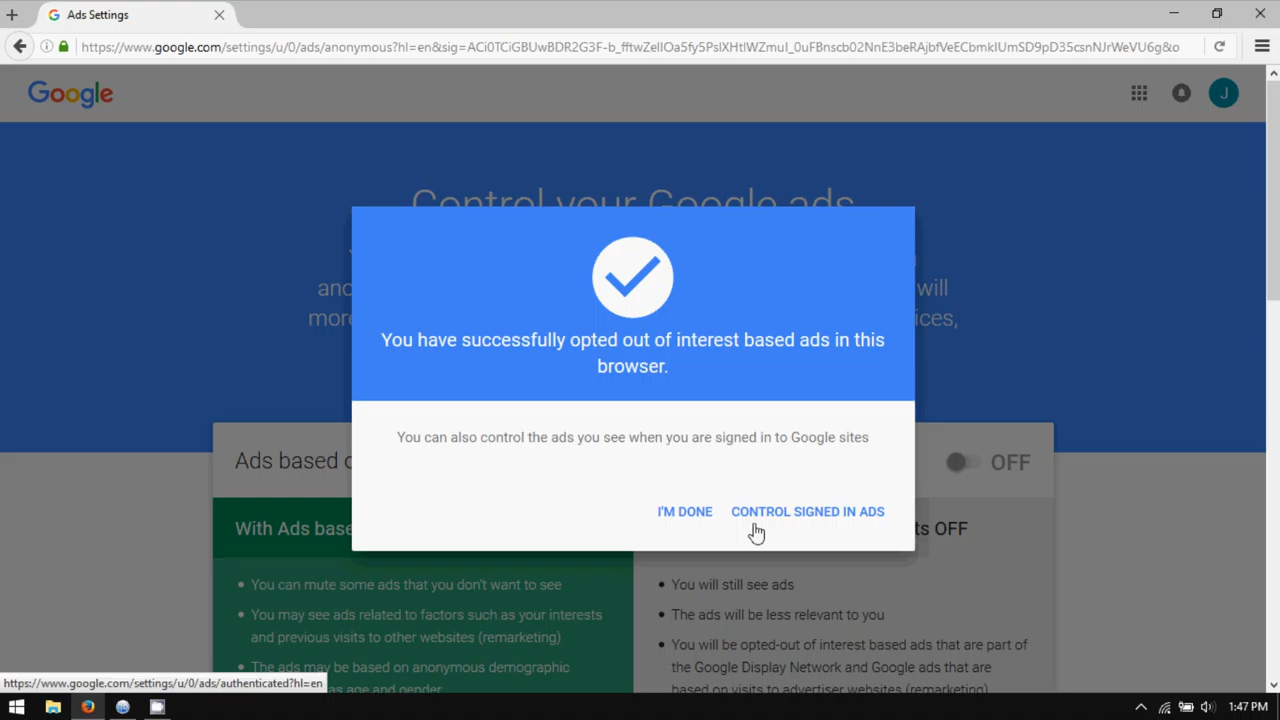 Ads Settings
https://www.google.com/settings/u/0/ads/anonymous?hl=en&sig=ACi0TCiGBUwBDR2G3F-b_fftwZellOa5fy5PslXHtlWZmuI_0uFBnscb02NnE3beRAjbfVeECbmkIUmSD9pD35csnNJrWeVU6g&o
Google
J
Control your Google ads
will
more
ices,
You have successfully opted out of interest based ads in this
browser.
You can also control the ads you see when you are signed in to Google sites
I'M DONE CONTROL SIGNED IN ADS
Ads based o
OFF
With Ads base
ts OFF
• You can mute some ads that you don't want to see
• You may see ads related to factors such as your interests
and previous visits to other websites (remarketing)
• The ads may be based on anonymous demographic
as age and gender
• You will still see ads
• The ads will be less relevant to you
• You will be opted-out of interest based ads that are part of
the Google Display Network and Google ads that are
based on visits to advertiser websites (remarketing)
https://www.google.com/settings/u/0/ads/authenticated?hl=en
1:47 PM